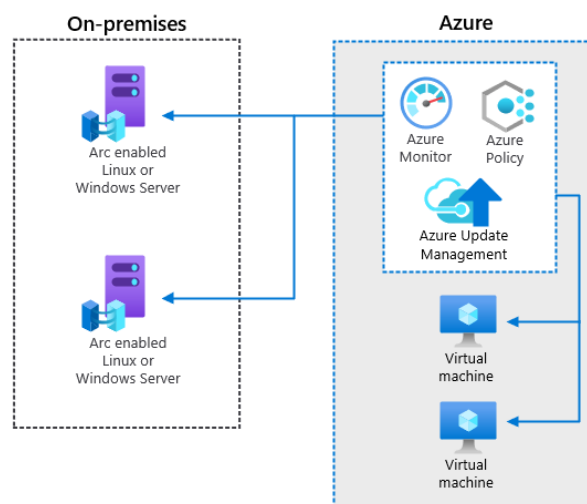 On-premises
Arc enabled
Linux or
Windows Server
Arc enabled
Linux or
Windows Server
Azure
Azure
Monitor
Azure
Policy
Azure Update
Management
Virtual
machine
Virtual
machine